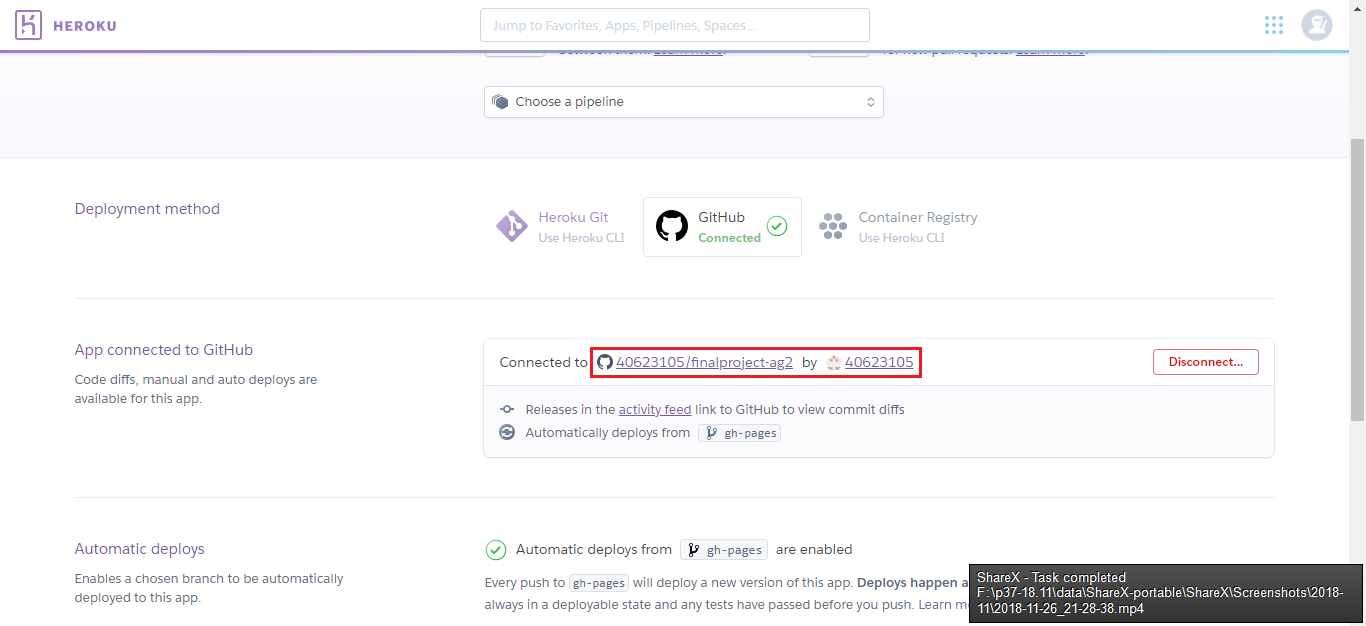 HEROKU
Jump to Favorites, Apps, Pipelines, Spaces...
between them. Learn more.
for new pull requests. Learn more.
Choose a pipeline
Deployment method
Heroku Git
Use Heroku CLI
GitHub
Connected
Container Registry
Use Heroku CLI
App connected to GitHub
Code diffs, manual and auto deploys are
available for this app.
Connected to 40623105/finalproject-ag2 by 40623105
Disconnect...
Releases in the activity feed link to GitHub to view commit diffs
Automatically deploys from gh-pages
Automatic deploys
Enables a chosen branch to be automatically
deployed to this app.
Automatic deploys from gh-pages are enabled
Every push to gh-pages will deploy a new version of this app. Deploys happen a
always in a deployable state and any tests have passed before you push. Learn m
ShareX - Task completed
F:\p37-18.11\data\ShareX-portable\ShareX\Screenshots\2018-
11\2018-11-26_21-28-38.mp4